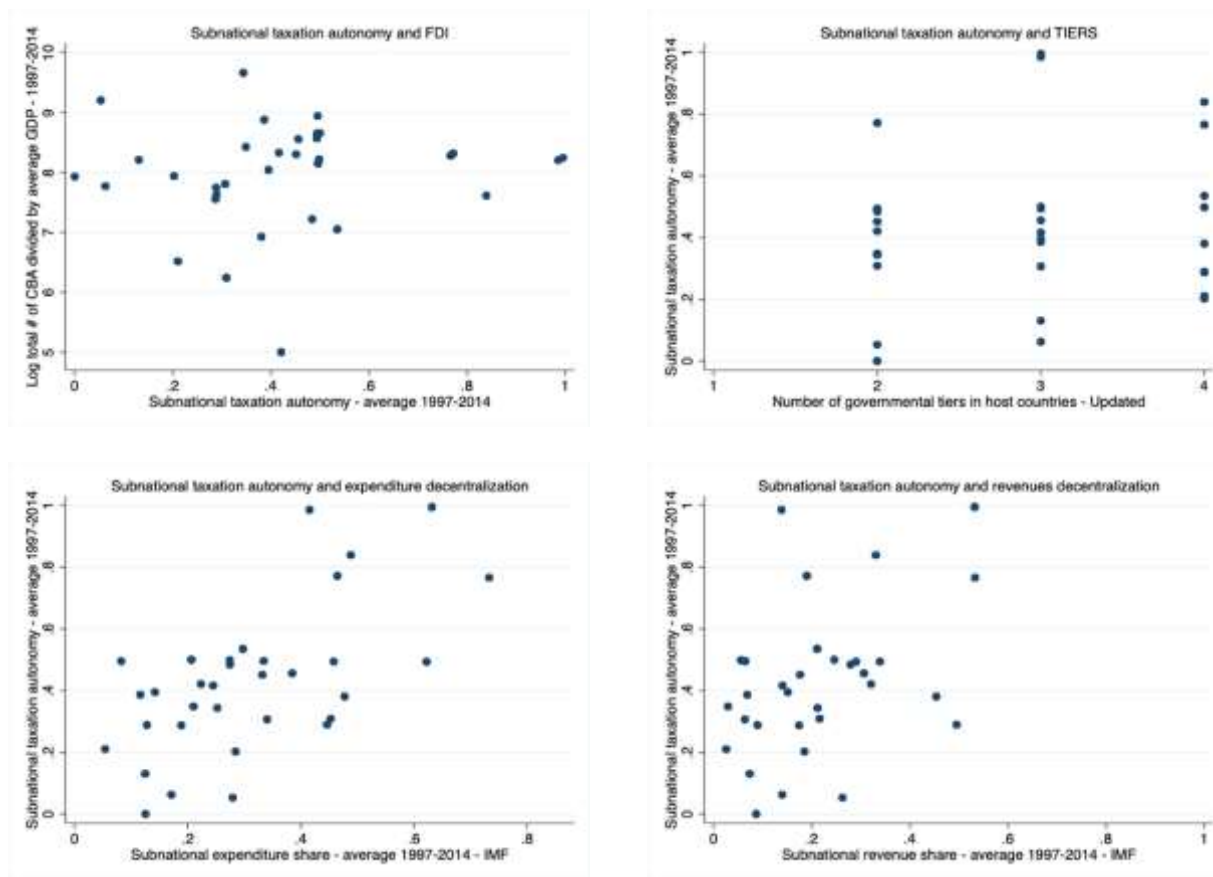 Subnational taxation autonomy and FDI
Log total # of CBA divided by average GDP - 1997-2014
10
9
8
7
6
5
0 .2 .4 .6 .8 1
Subnational taxation autonomy - average 1997-2014
Subnational taxation autonomy and TIERS
Subnational taxation autonomy - average 1997-2014
1
.8
.6
.4
.2
0
1 2 3 4
Number of governmental tiers in host countries - Updated
Subnational taxation autonomy and expenditure decentralization
Subnational taxation autonomy - average 1997-2014
1
.8
.6
.4
.2
0
0 .2 .4 .6 .8
Subnational expenditure share - average 1997-2014 - IMF
Subnational taxation autonomy and revenues decentralization
Subnational taxation autonomy - average 1997-2014
1
.8
.6
.4
.2
0
0 .2 .4 .6 .8 1
Subnational revenue share - average 1997-2014 - IMF